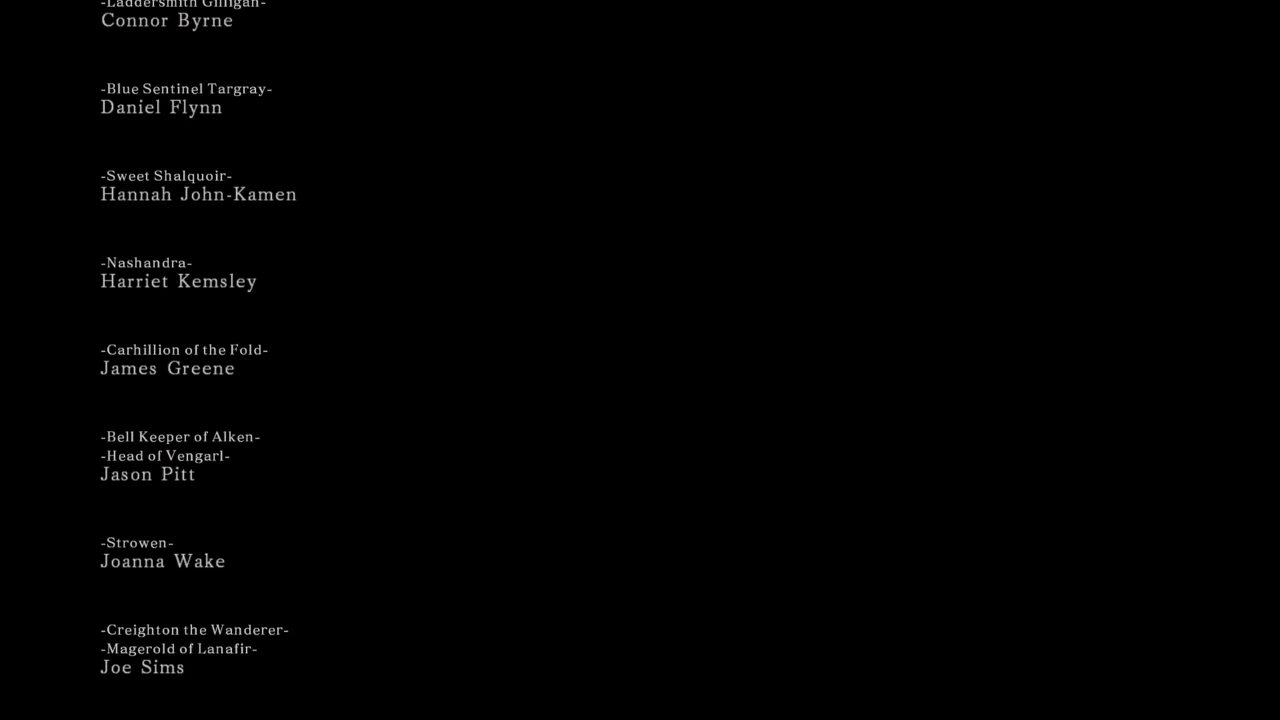 -Laddersmith Gilligan-
Connor Byrne
-Blue Sentinel Targray-
Daniel Flynn
-Sweet Shalquoir-
Hannah John-Kamen
-Nashandra-
Harriet Kemsley
-Carhillion of the Fold-
James Greene
-Bell Keeper of Alken-
-Head of Vengarl-
Jason Pitt
-Strowen-
Joanna Wake
-Creighton the Wanderer-
-Magerold of Lanafir-
Joe Sims